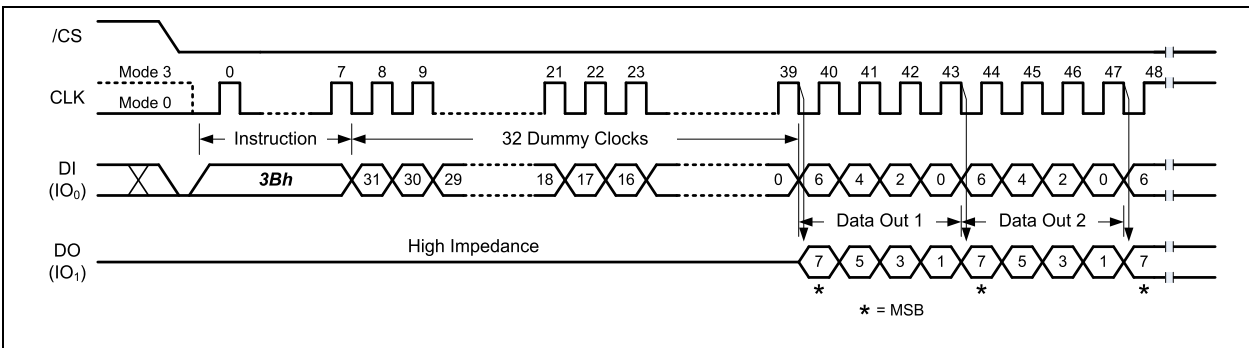 /CS
Mode 3 0 7 8 9 21 22 23 39 40 41 42 43 44 45 46 47 48
CLK
Mode 0
Instruction 32 Dummy Clocks
DI
(IO₀)
3Bh 31 30 29 18 17 16 0 6 4 2 0 6 4 2 0 6
Data Out 1 Data Out 2
DO
(IO₁)
High Impedance
7 5 3 1 7 5 3 1 7
* * *
* = MSB